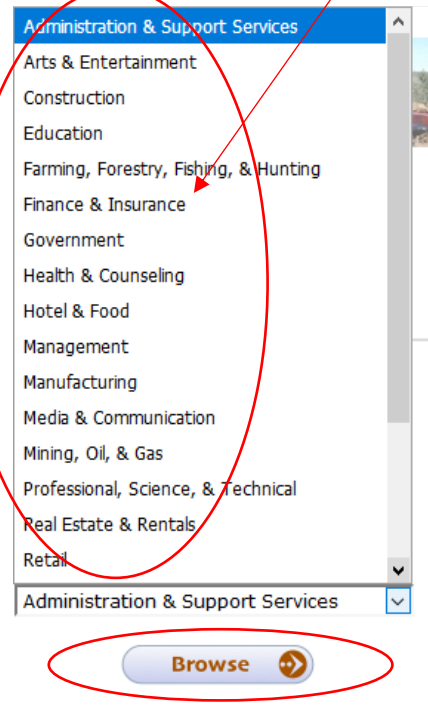 Administration & Support Services
Arts & Entertainment
Construction
Education
Farming, Forestry, Fishing, & Hunting
Finance & Insurance
Government
Health & Counseling
Hotel & Food
Management
Manufacturing
Media & Communication
Mining, Oil, & Gas
Professional, Science, & Technical
Real Estate & Rentals
Retail
Administration & Support Services
Browse